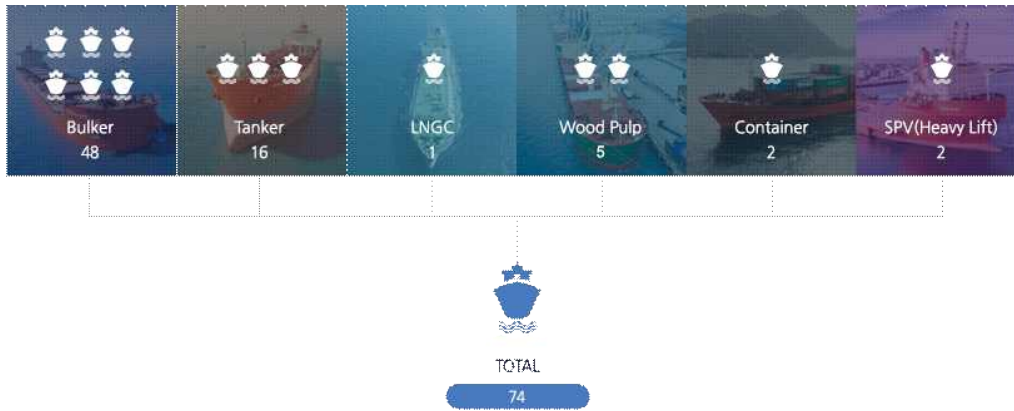 Bulker
48
Tanker
16
LNGC
1
Wood Pulp
5
Container
2
SPV(Heavy Lift)
2
TOTAL
74